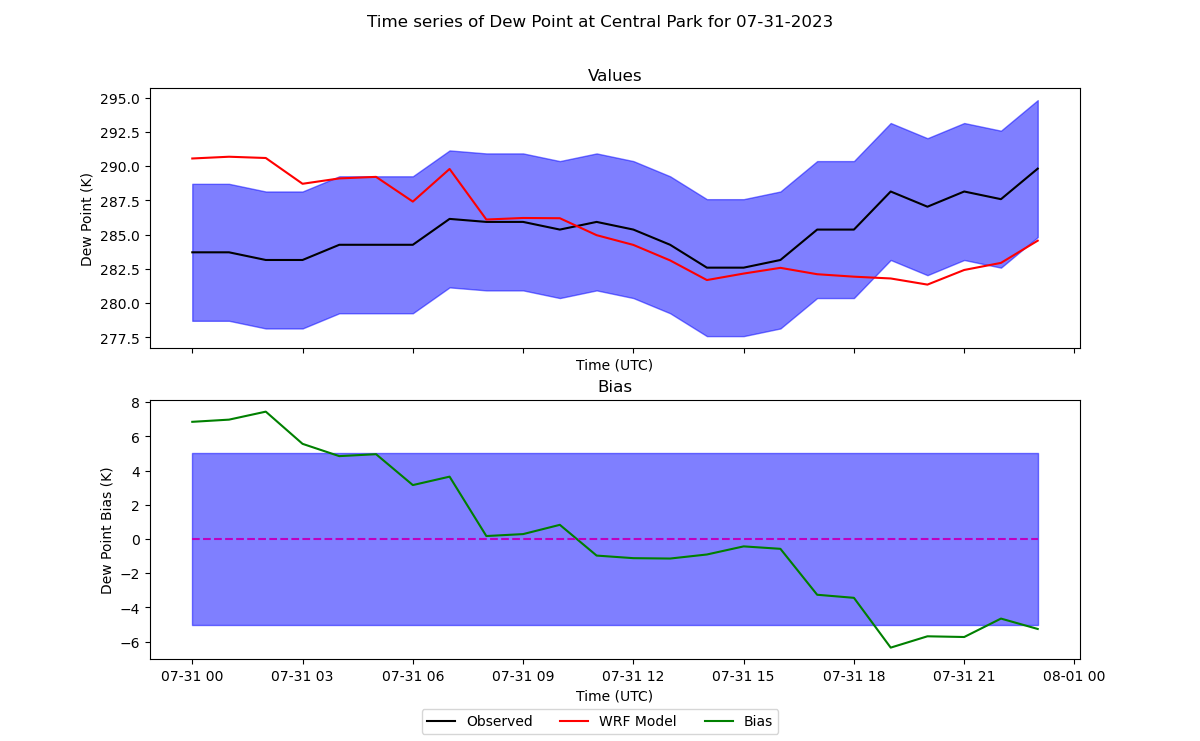 Time series of Dew Point at Central Park for 07-31-2023
Values
Dew Point (K)
295.0
292.5
290.0
287.5
285.0
282.5
280.0
277.5
Time (UTC)
Bias
Dew Point Bias (K)
8
6
4
2
0
−2
−4
−6
07-31 00 07-31 03 07-31 06 07-31 09 07-31 12 07-31 15 07-31 18 07-31 21 08-01 00
Time (UTC)
Observed WRF Model Bias